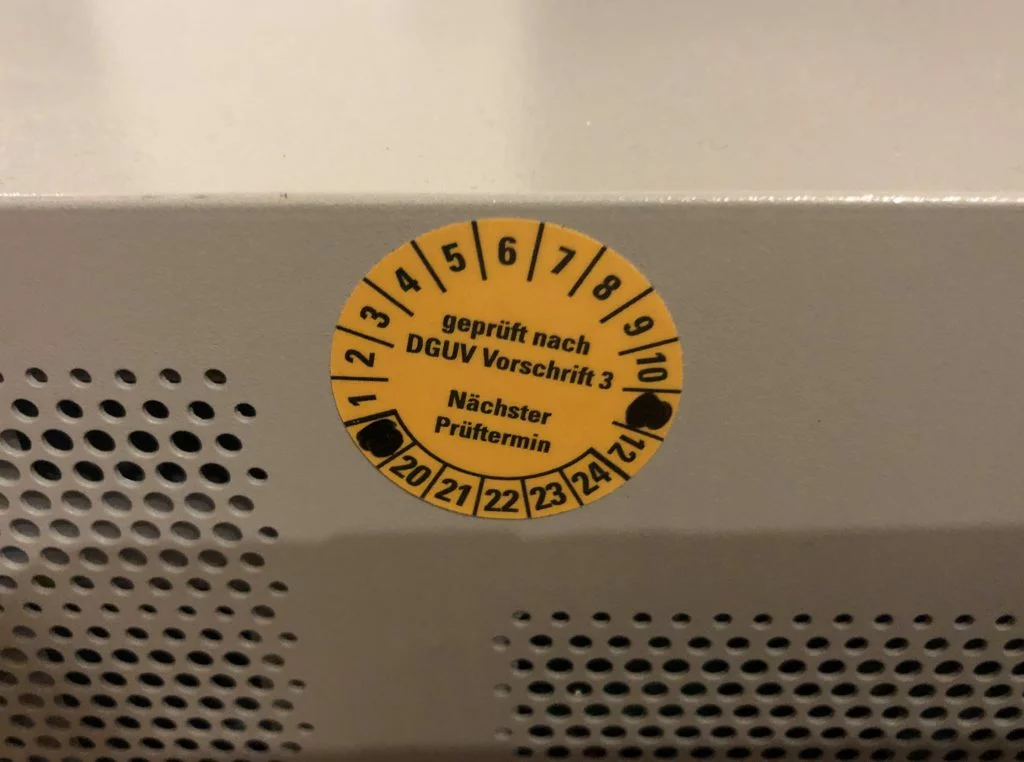 1 2 3 4 5 6 7 8 9 10 12
geprüft nach
DGUV Vorschrift 3
Nächster
Prüftermin
20 21 22 23 24